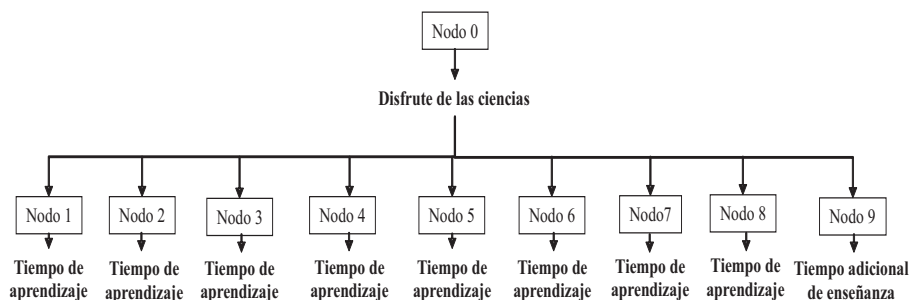 Nodo 0
Disfrute de las ciencias
Nodo 1
Nodo 2
Nodo 3
Nodo 4
Nodo 5
Nodo 6
Nodo7
Nodo 8
Nodo 9
Tiempo de
aprendizaje
Tiempo de
aprendizaje
Tiempo de
aprendizaje
Tiempo de
aprendizaje
Tiempo de
aprendizaje
Tiempo de
aprendizaje
Tiempo de
aprendizaje
Tiempo de
aprendizaje
Tiempo adicional
de enseñanza